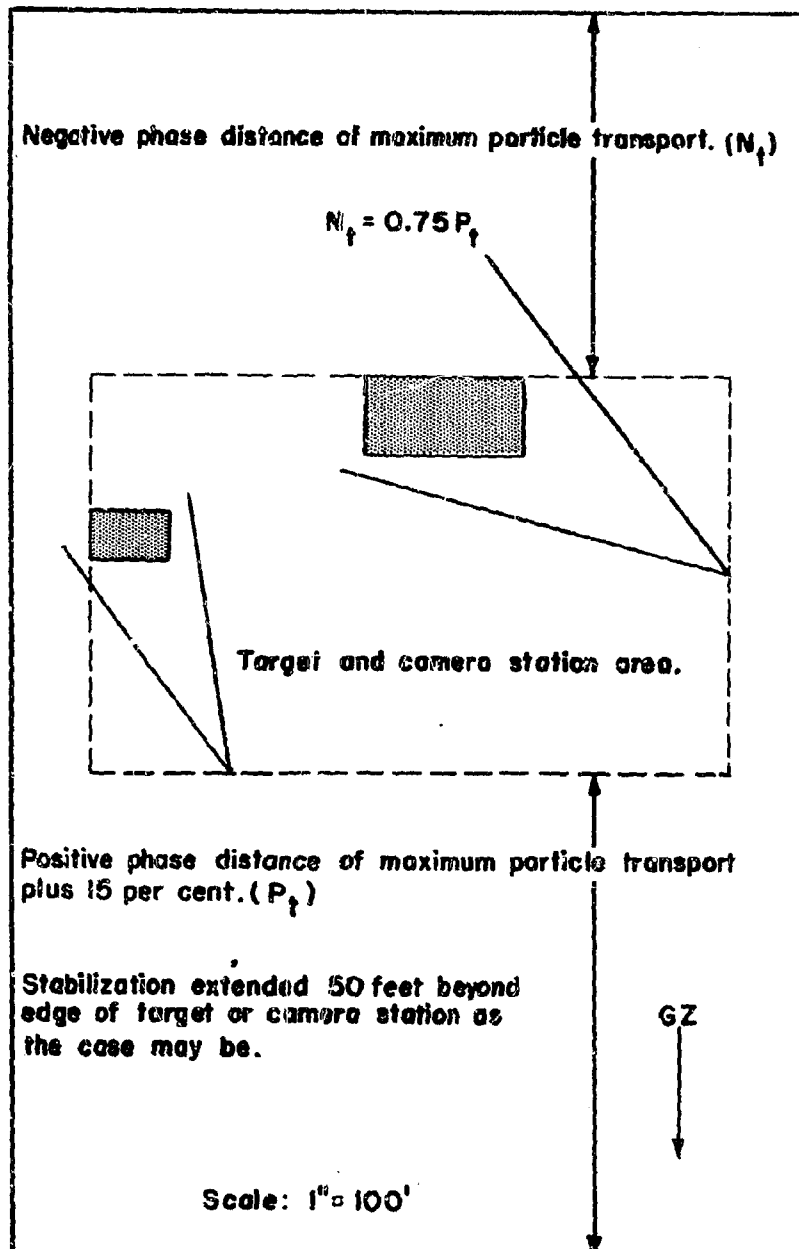 Negative phase distance of maximum particle transport. (Nt)
Nt = 0.75 Pt
Target and camera station area.
Positive phase distance of maximum particle transport
plus 15 per cent. (Pt)
Stabilization extended 50 feet beyond
edge of target or camera station as
the case may be.
GZ
Scale: 1" = 100'